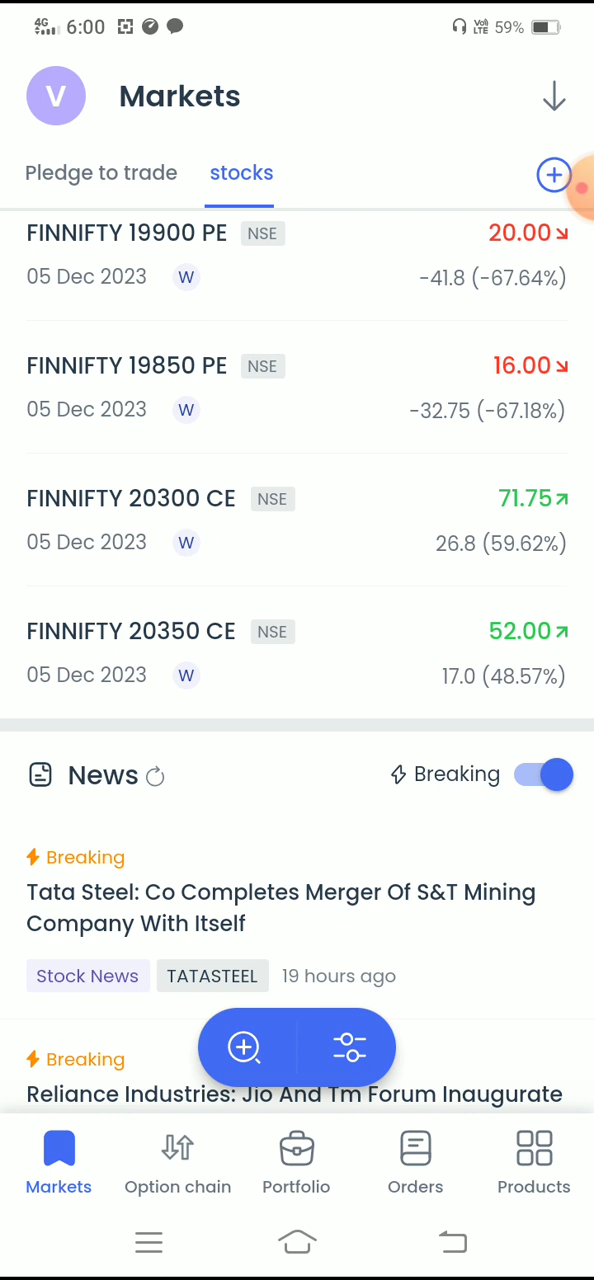 4G 6:00 Vo) LTE 59%
V Markets
Pledge to trade stocks
FINNIFTY 19900 PE NSE 20.00
05 Dec 2023 W -41.8 (-67.64%)
FINNIFTY 19850 PE NSE 16.00
05 Dec 2023 W -32.75 (-67.18%)
FINNIFTY 20300 CE NSE 71.75
05 Dec 2023 W 26.8 (59.62%)
FINNIFTY 20350 CE NSE 52.00
05 Dec 2023 W 17.0 (48.57%)
News Breaking
Breaking
Tata Steel: Co Completes Merger Of S&T Mining
Company With Itself
Stock News TATASTEEL 19 hours ago
Breaking
Reliance Industries: Jio And Tm Forum Inaugurate
Markets Option chain Portfolio Orders Products